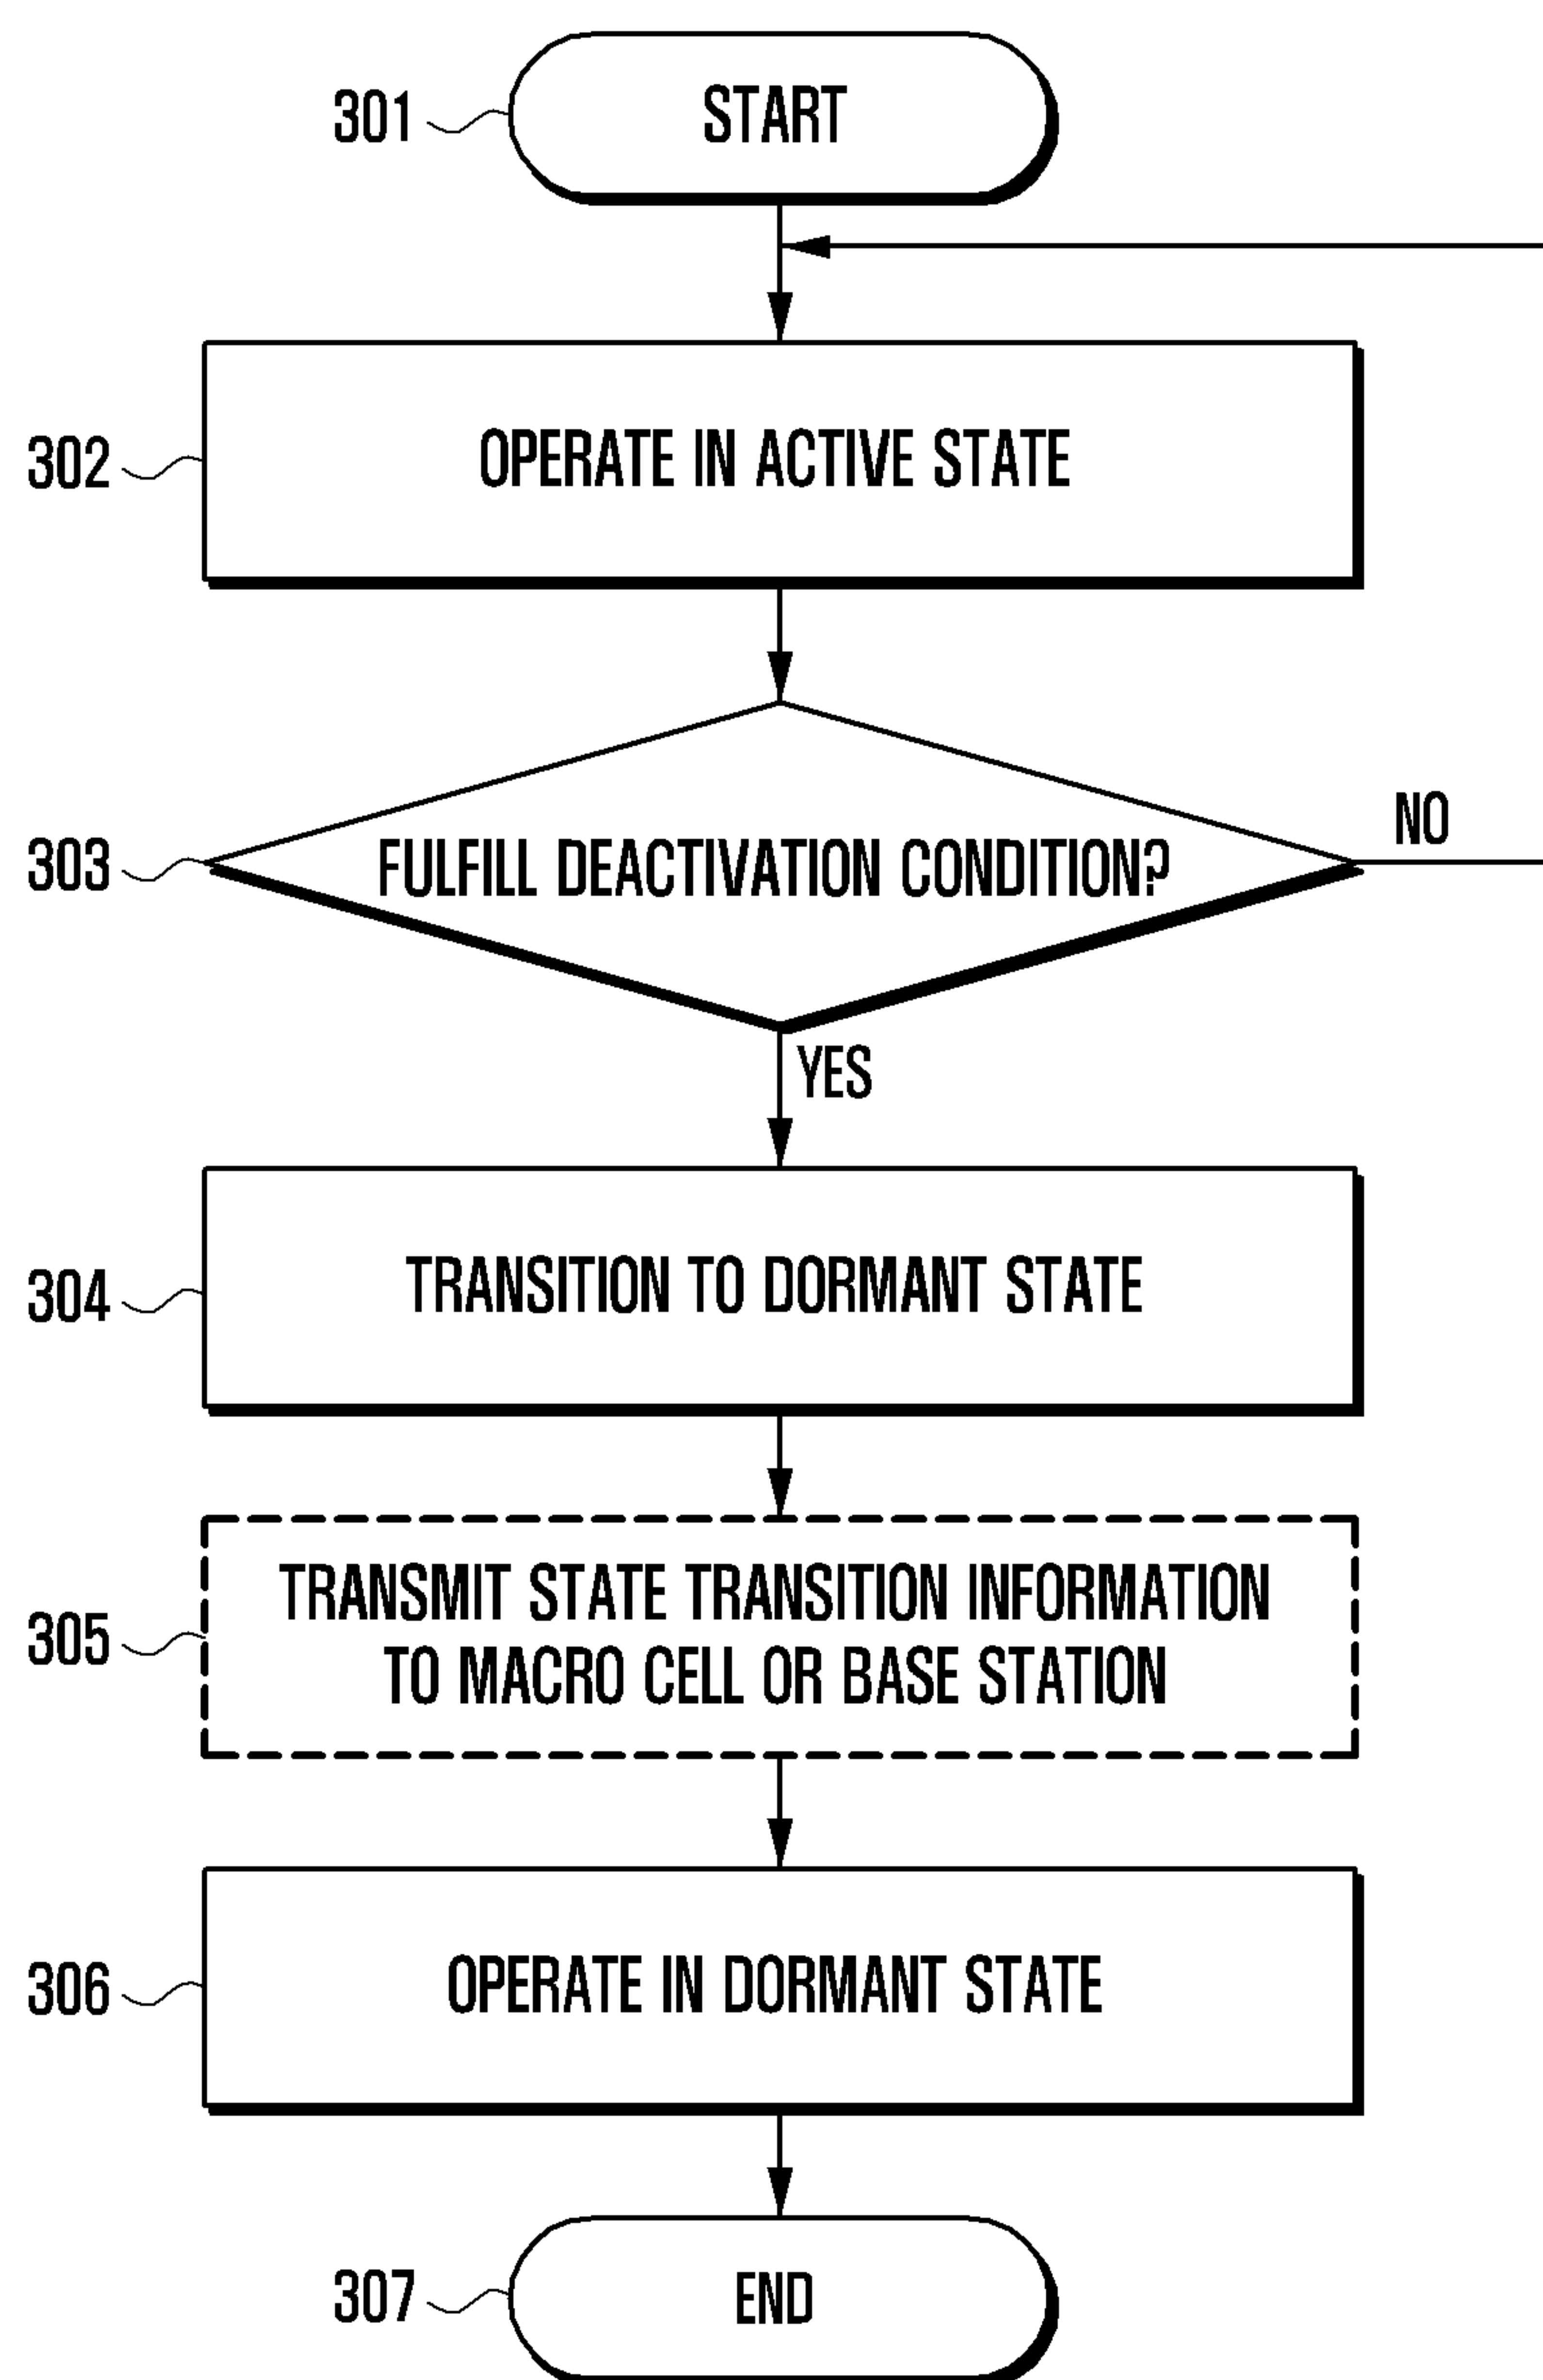 301
START
302
OPERATE IN ACTIVE STATE
303
FULFILL DEACTIVATION CONDITION?
NO
YES
304
TRANSITION TO DORMANT STATE
305
TRANSMIT STATE TRANSITION INFORMATION
TO MACRO CELL OR BASE STATION
306
OPERATE IN DORMANT STATE
307
END